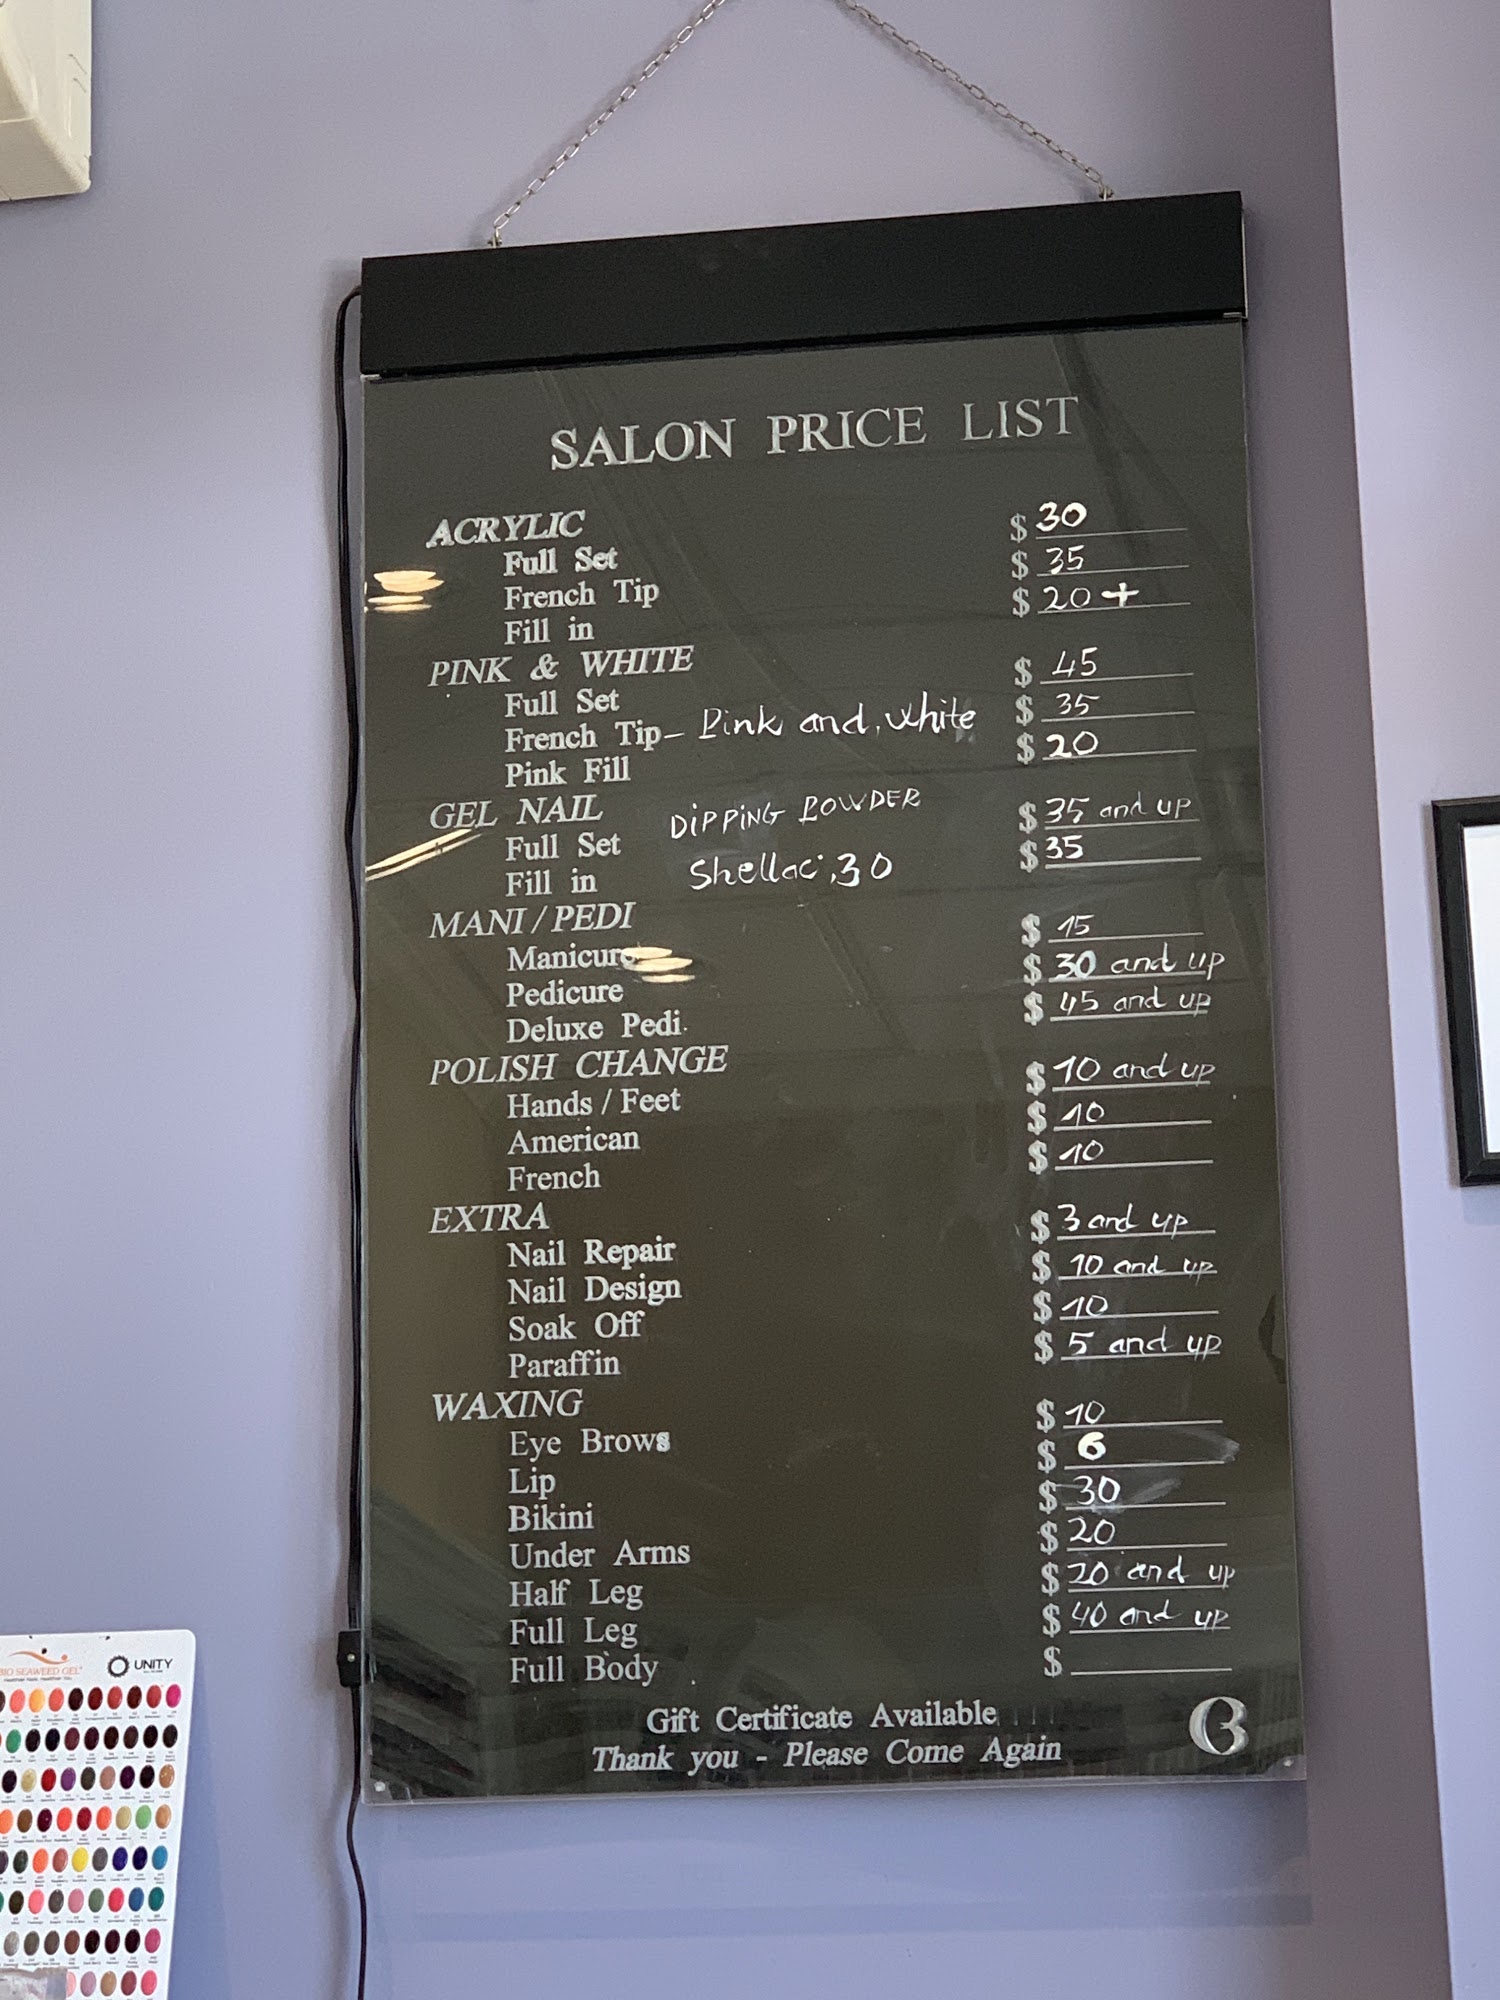 SALON PRICE LIST
ACRYLIC
Full Set $ 30
French Tip $ 35
Fill in $ 20+
PINK & WHITE
Full Set $ 45
French Tip - Pink and White $ 35
Pink Fill $ 20
GEL NAIL DiPPiNG POWDER
Full Set $ 35 and up
Fill in Shellac 30 $ 35
MANI / PEDI
Manicure $ 15
Pedicure $ 30 and up
Deluxe Pedi. $ 45 and up
POLISH CHANGE
Hands / Feet $ 10 and up
American $ 10
French $ 10
EXTRA
Nail Repair $ 3 and up
Nail Design $ 10 and up
Soak Off $ 10
Paraffin $ 5 and up
WAXING
Eye Brows $ 10
Lip $ 6
Bikini $ 30
Under Arms $ 20
Half Leg $ 20 and up
Full Leg $ 40 and up
Full Body $
Gift Certificate Available
Thank you - Please Come Again
BIO SEAWEED GEL
UNITY